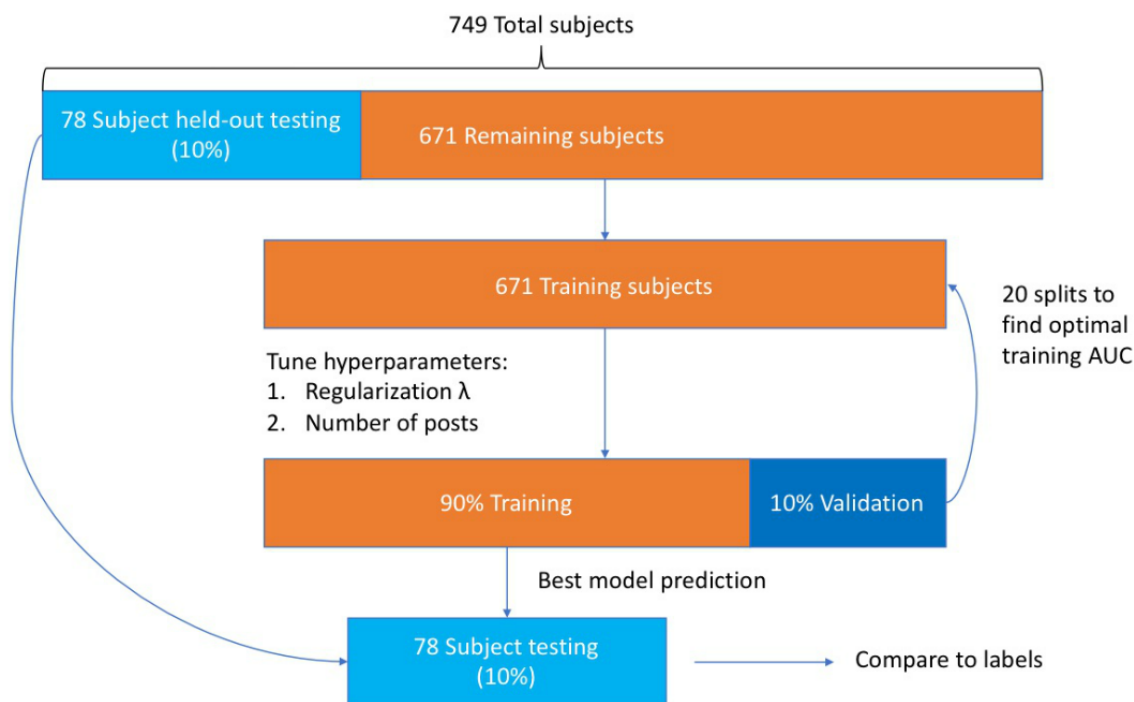 749 Total subjects
78 Subject held-out testing
(10%)
671 Remaining subjects
671 Training subjects
20 splits to
find optimal
training AUC
Tune hyperparameters:
1. Regularization λ
2. Number of posts
90% Training
10% Validation
Best model prediction
78 Subject testing
(10%)
Compare to labels